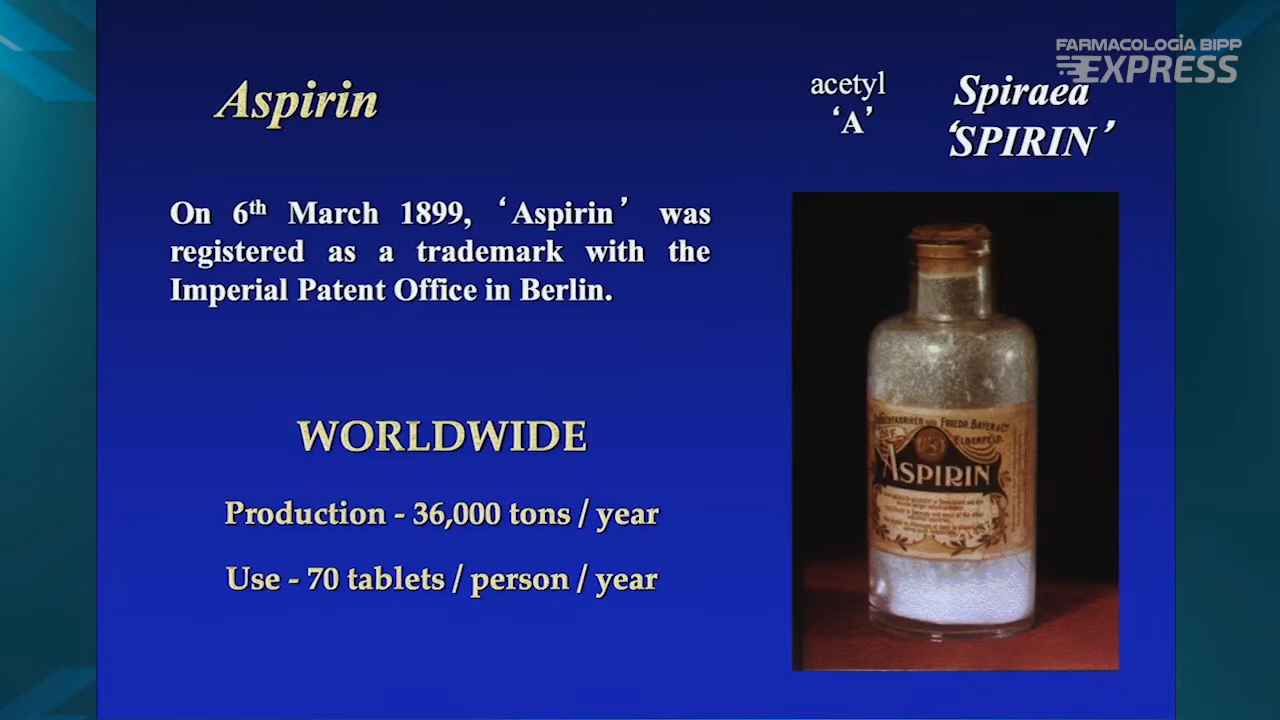 FARMACOLOGÍA BIPP
EXPRESS
Aspirin
acetyl
‘A’
Spiraea
‘SPIRIN’
On 6th March 1899, ‘Aspirin’ was
registered as a trademark with the
Imperial Patent Office in Berlin.
WORLDWIDE
Production - 36,000 tons / year
Use - 70 tablets / person / year
FRIEDR. BAYER & Co.
ELBERFELD.
ASPIRIN